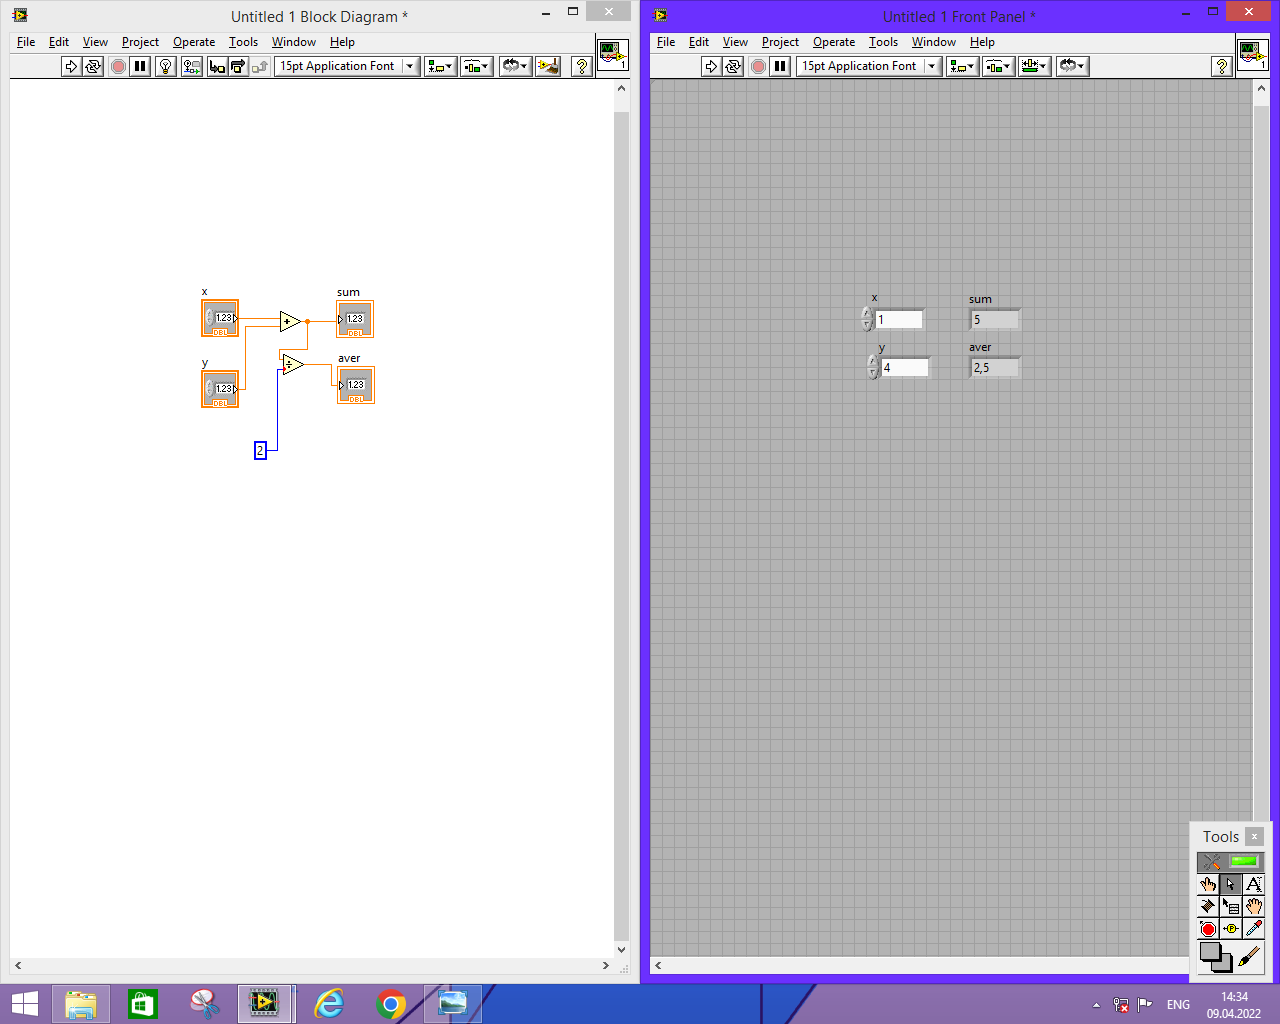 Untitled 1 Block Diagram *
File Edit View Project Operate Tools Window Help
15pt Application Font
1
x
1.23
DBL
sum
1.23
DBL
y
1.23
DBL
aver
1.23
DBL
2
Untitled 1 Front Panel *
File Edit View Project Operate Tools Window Help
15pt Application Font
1
x
1
sum
5
y
4
aver
2,5
Tools
ENG
14:34
09.04.2022